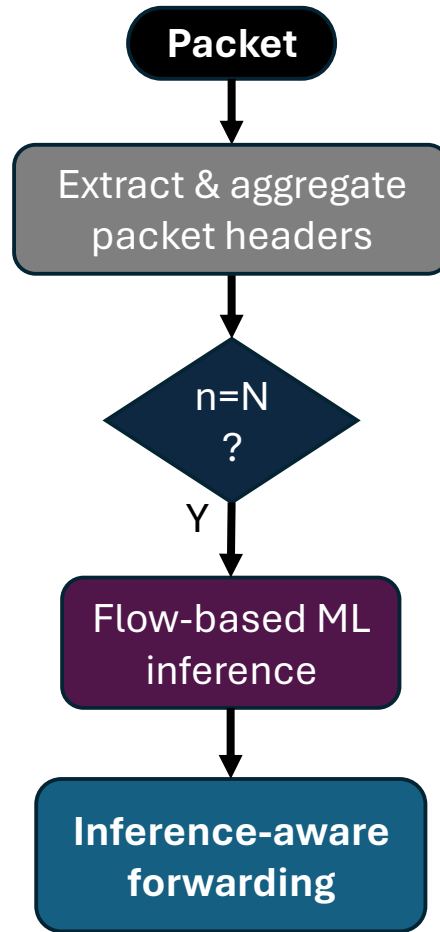 Packet
Extract & aggregate
packet headers
n=N
?
Y
Flow-based ML
inference
Inference-aware
forwarding